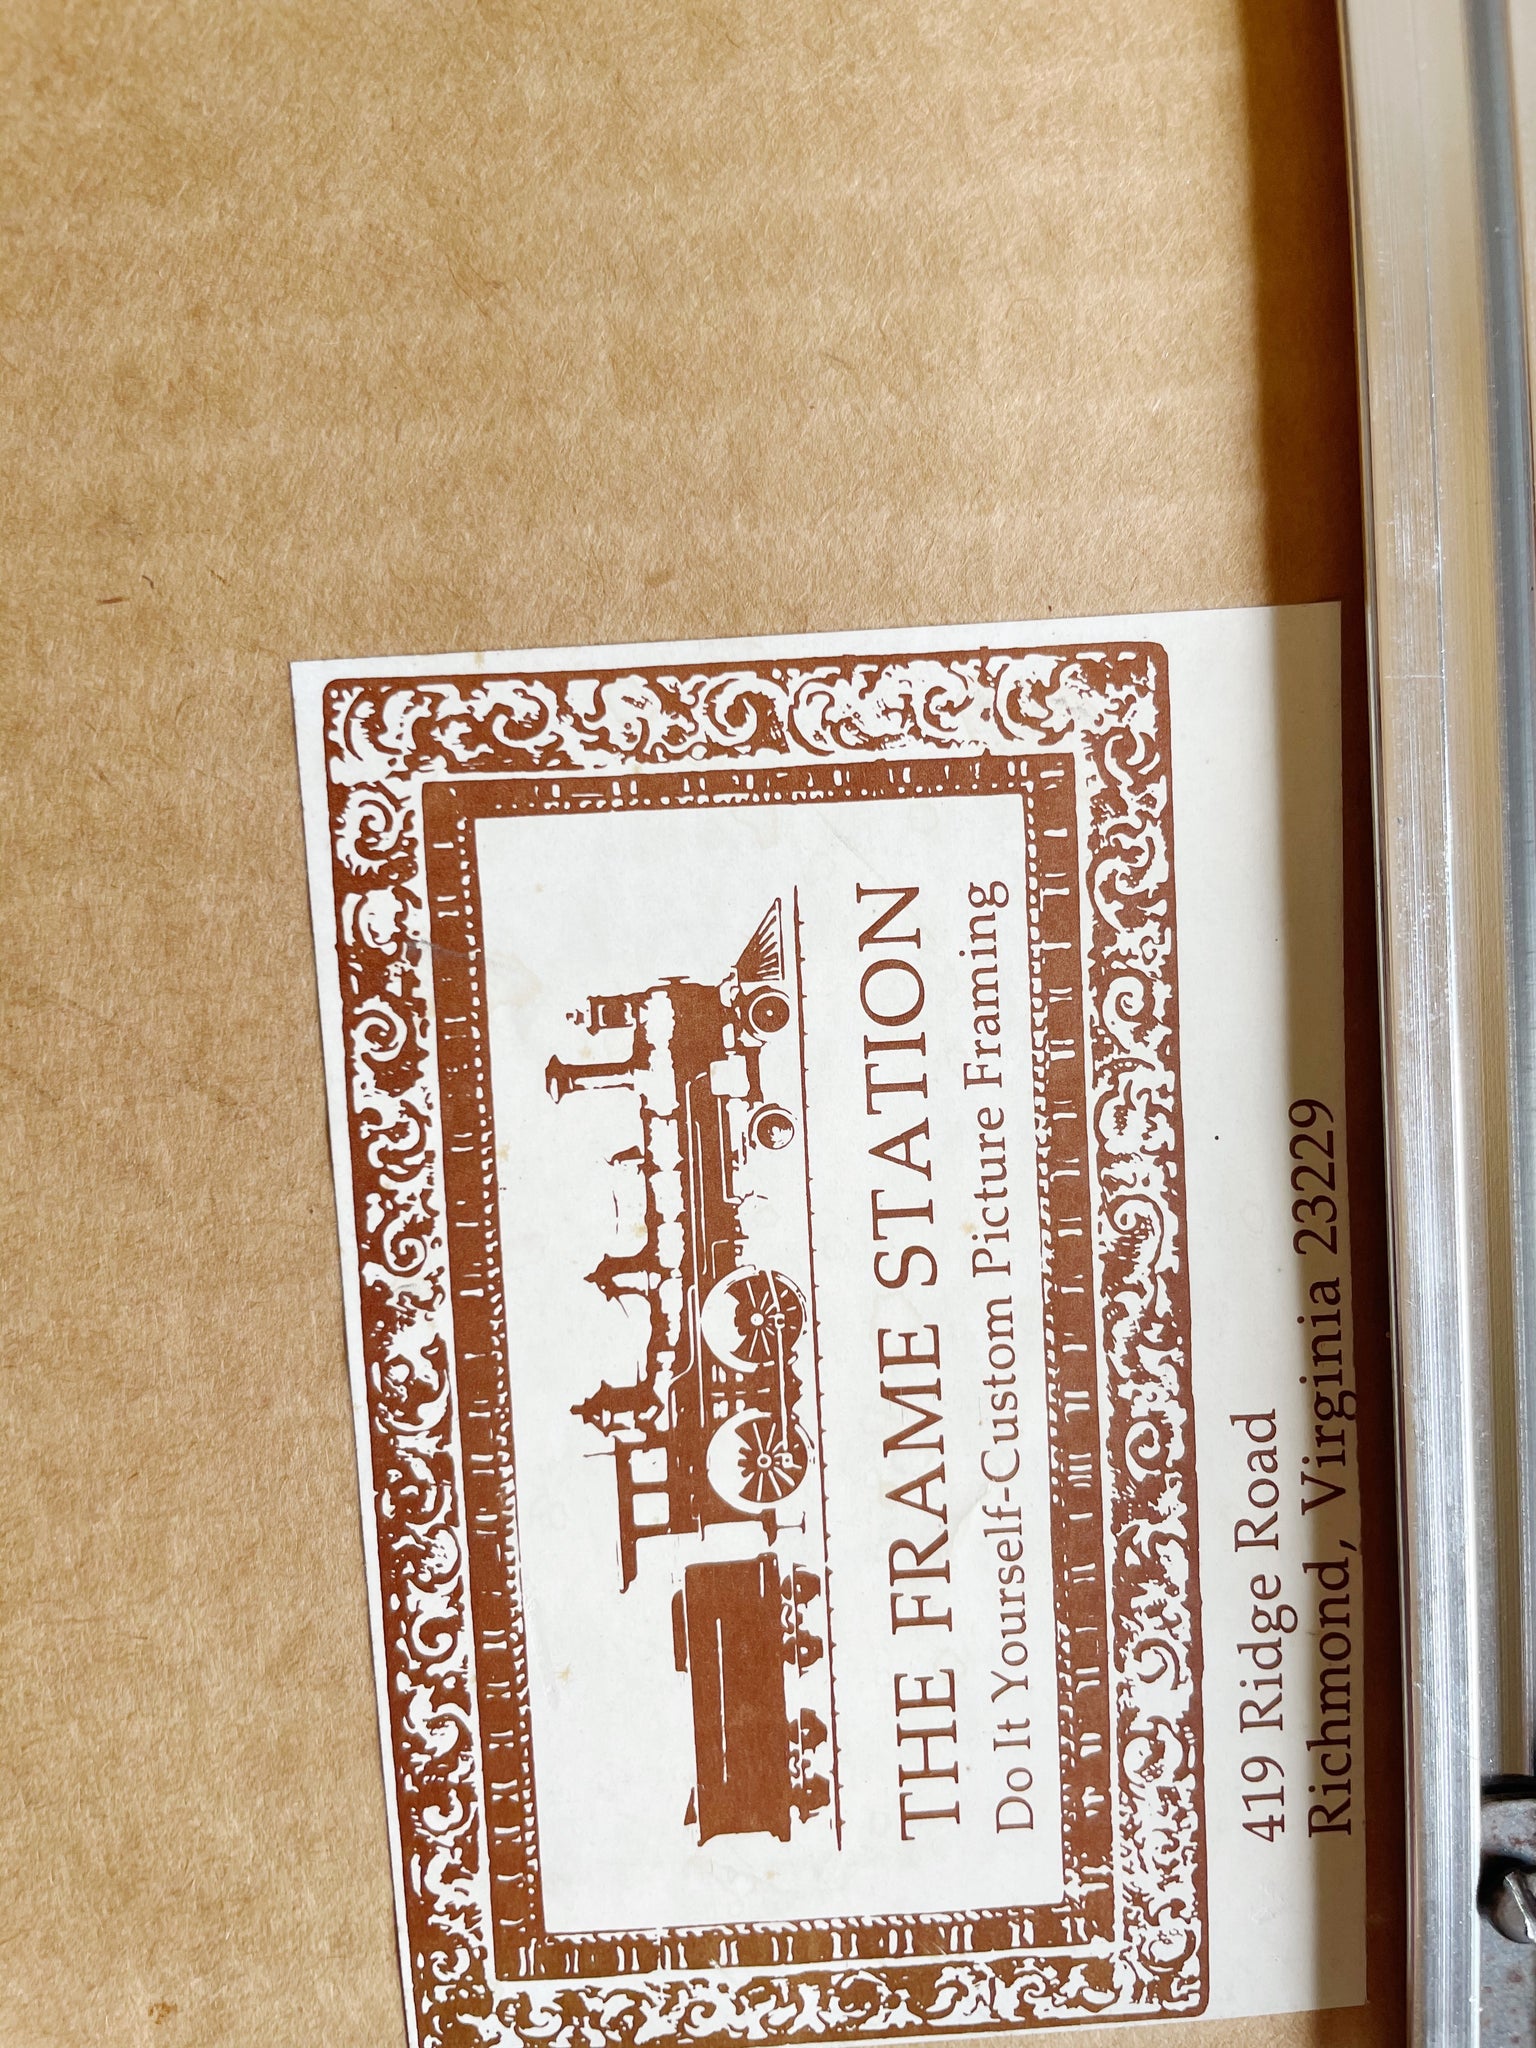 THE FRAME STATION
Do It Yourself-Custom Picture Framing
419 Ridge Road
Richmond, Virginia 23229